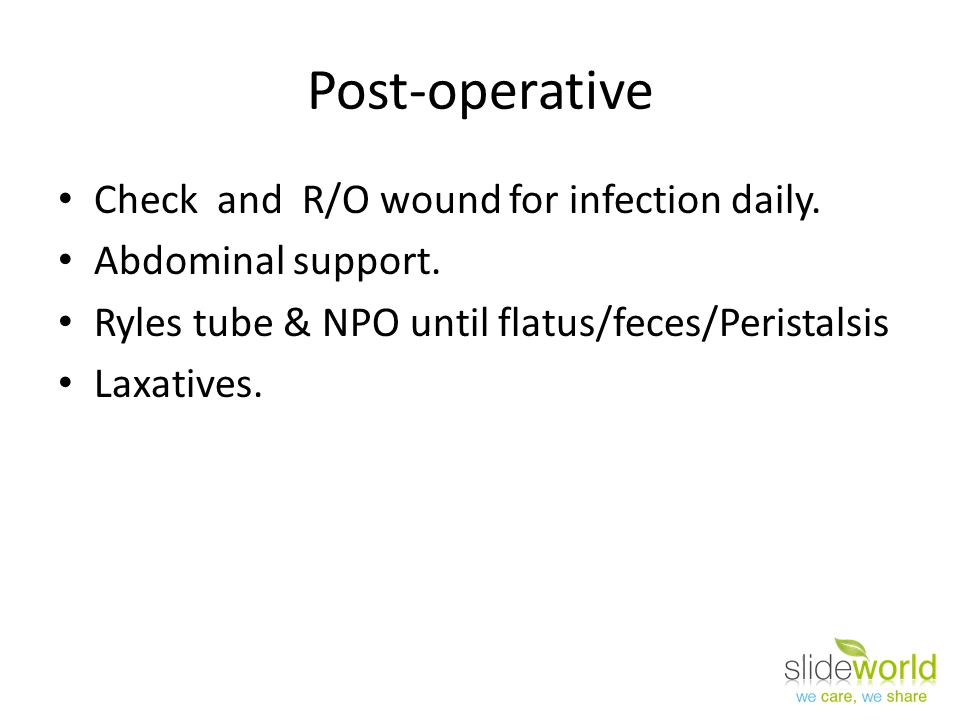 Post-operative
• Check  and  R/O wound for infection daily.
• Abdominal support.
• Ryles tube & NPO until flatus/feces/Peristalsis
• Laxatives.
slideworld
we care, we share